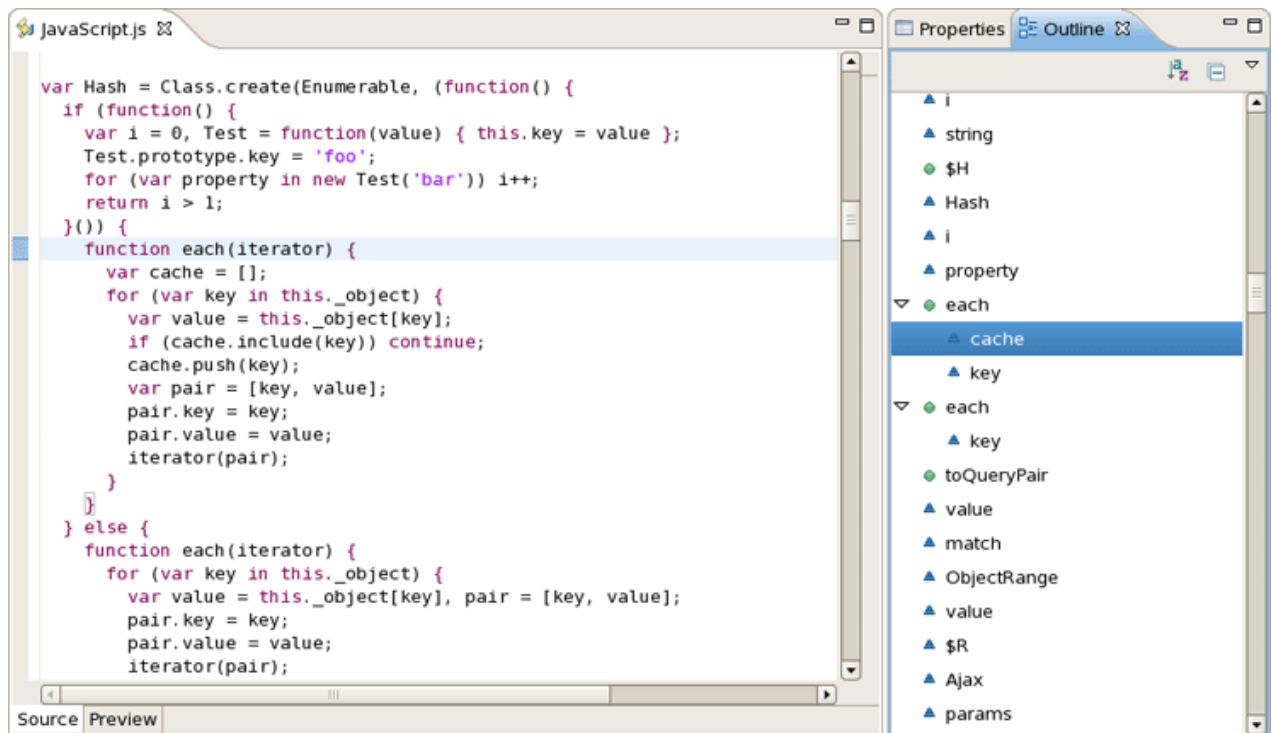 JavaScript.js
var Hash = Class.create(Enumerable, (function() {
if (function() {
var i = 0, Test = function(value) { this.key = value };
Test.prototype.key = 'foo';
for (var property in new Test('bar')) i++;
return i > 1;
}()) {
function each(iterator) {
var cache = [];
for (var key in this._object) {
var value = this._object[key];
if (cache.include(key)) continue;
cache.push(key);
var pair = [key, value];
pair.key = key;
pair.value = value;
iterator(pair);
}
}
} else {
function each(iterator) {
for (var key in this._object) {
var value = this._object[key], pair = [key, value];
pair.key = key;
pair.value = value;
iterator(pair);
Source Preview
Properties Outline
i
string
$H
Hash
i
property
each
cache
key
each
key
toQueryPair
value
match
ObjectRange
value
$R
Ajax
params